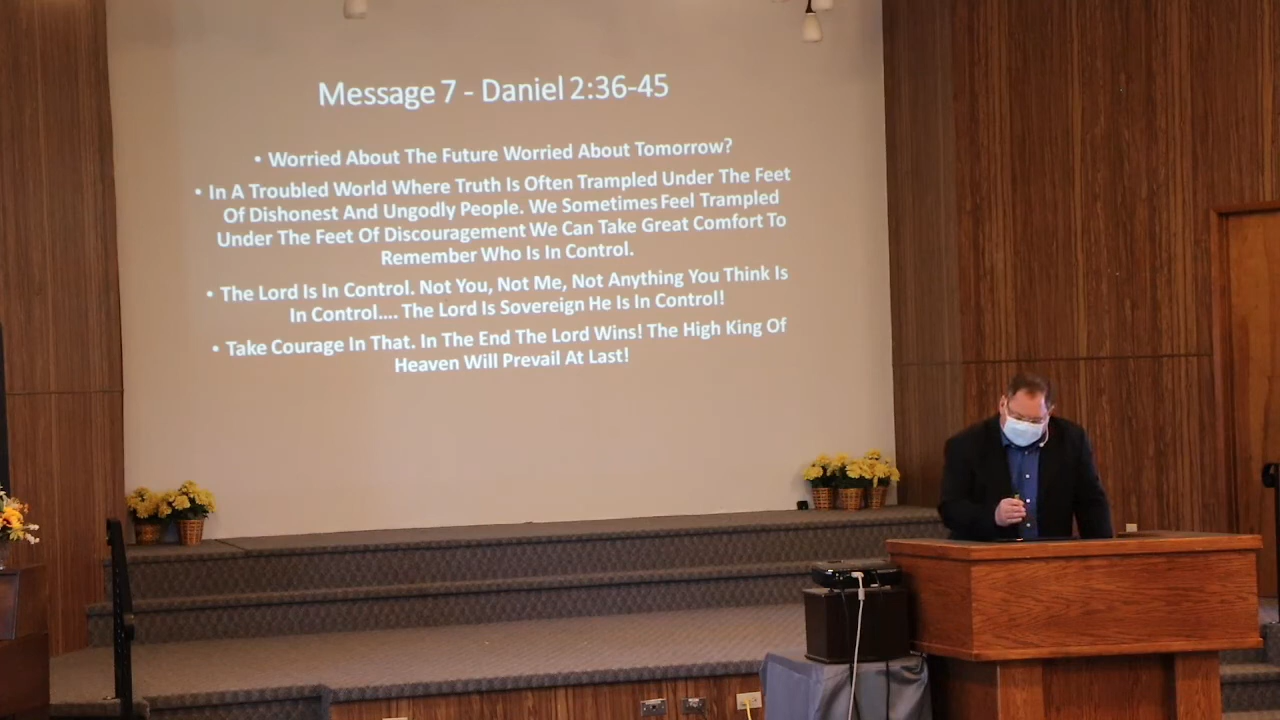 Message 7 - Daniel 2:36-45
• Worried About The Future Worried About Tomorrow?
• In A Troubled World Where Truth Is Often Trampled Under The Feet
Of Dishonest And Ungodly People. We Sometimes Feel Trampled
Under The Feet Of Discouragement We Can Take Great Comfort To
Remember Who Is In Control.
• The Lord Is In Control. Not You, Not Me, Not Anything You Think Is
In Control.... The Lord Is Sovereign He Is In Control!
• Take Courage In That. In The End The Lord Wins! The High King Of
Heaven Will Prevail At Last!